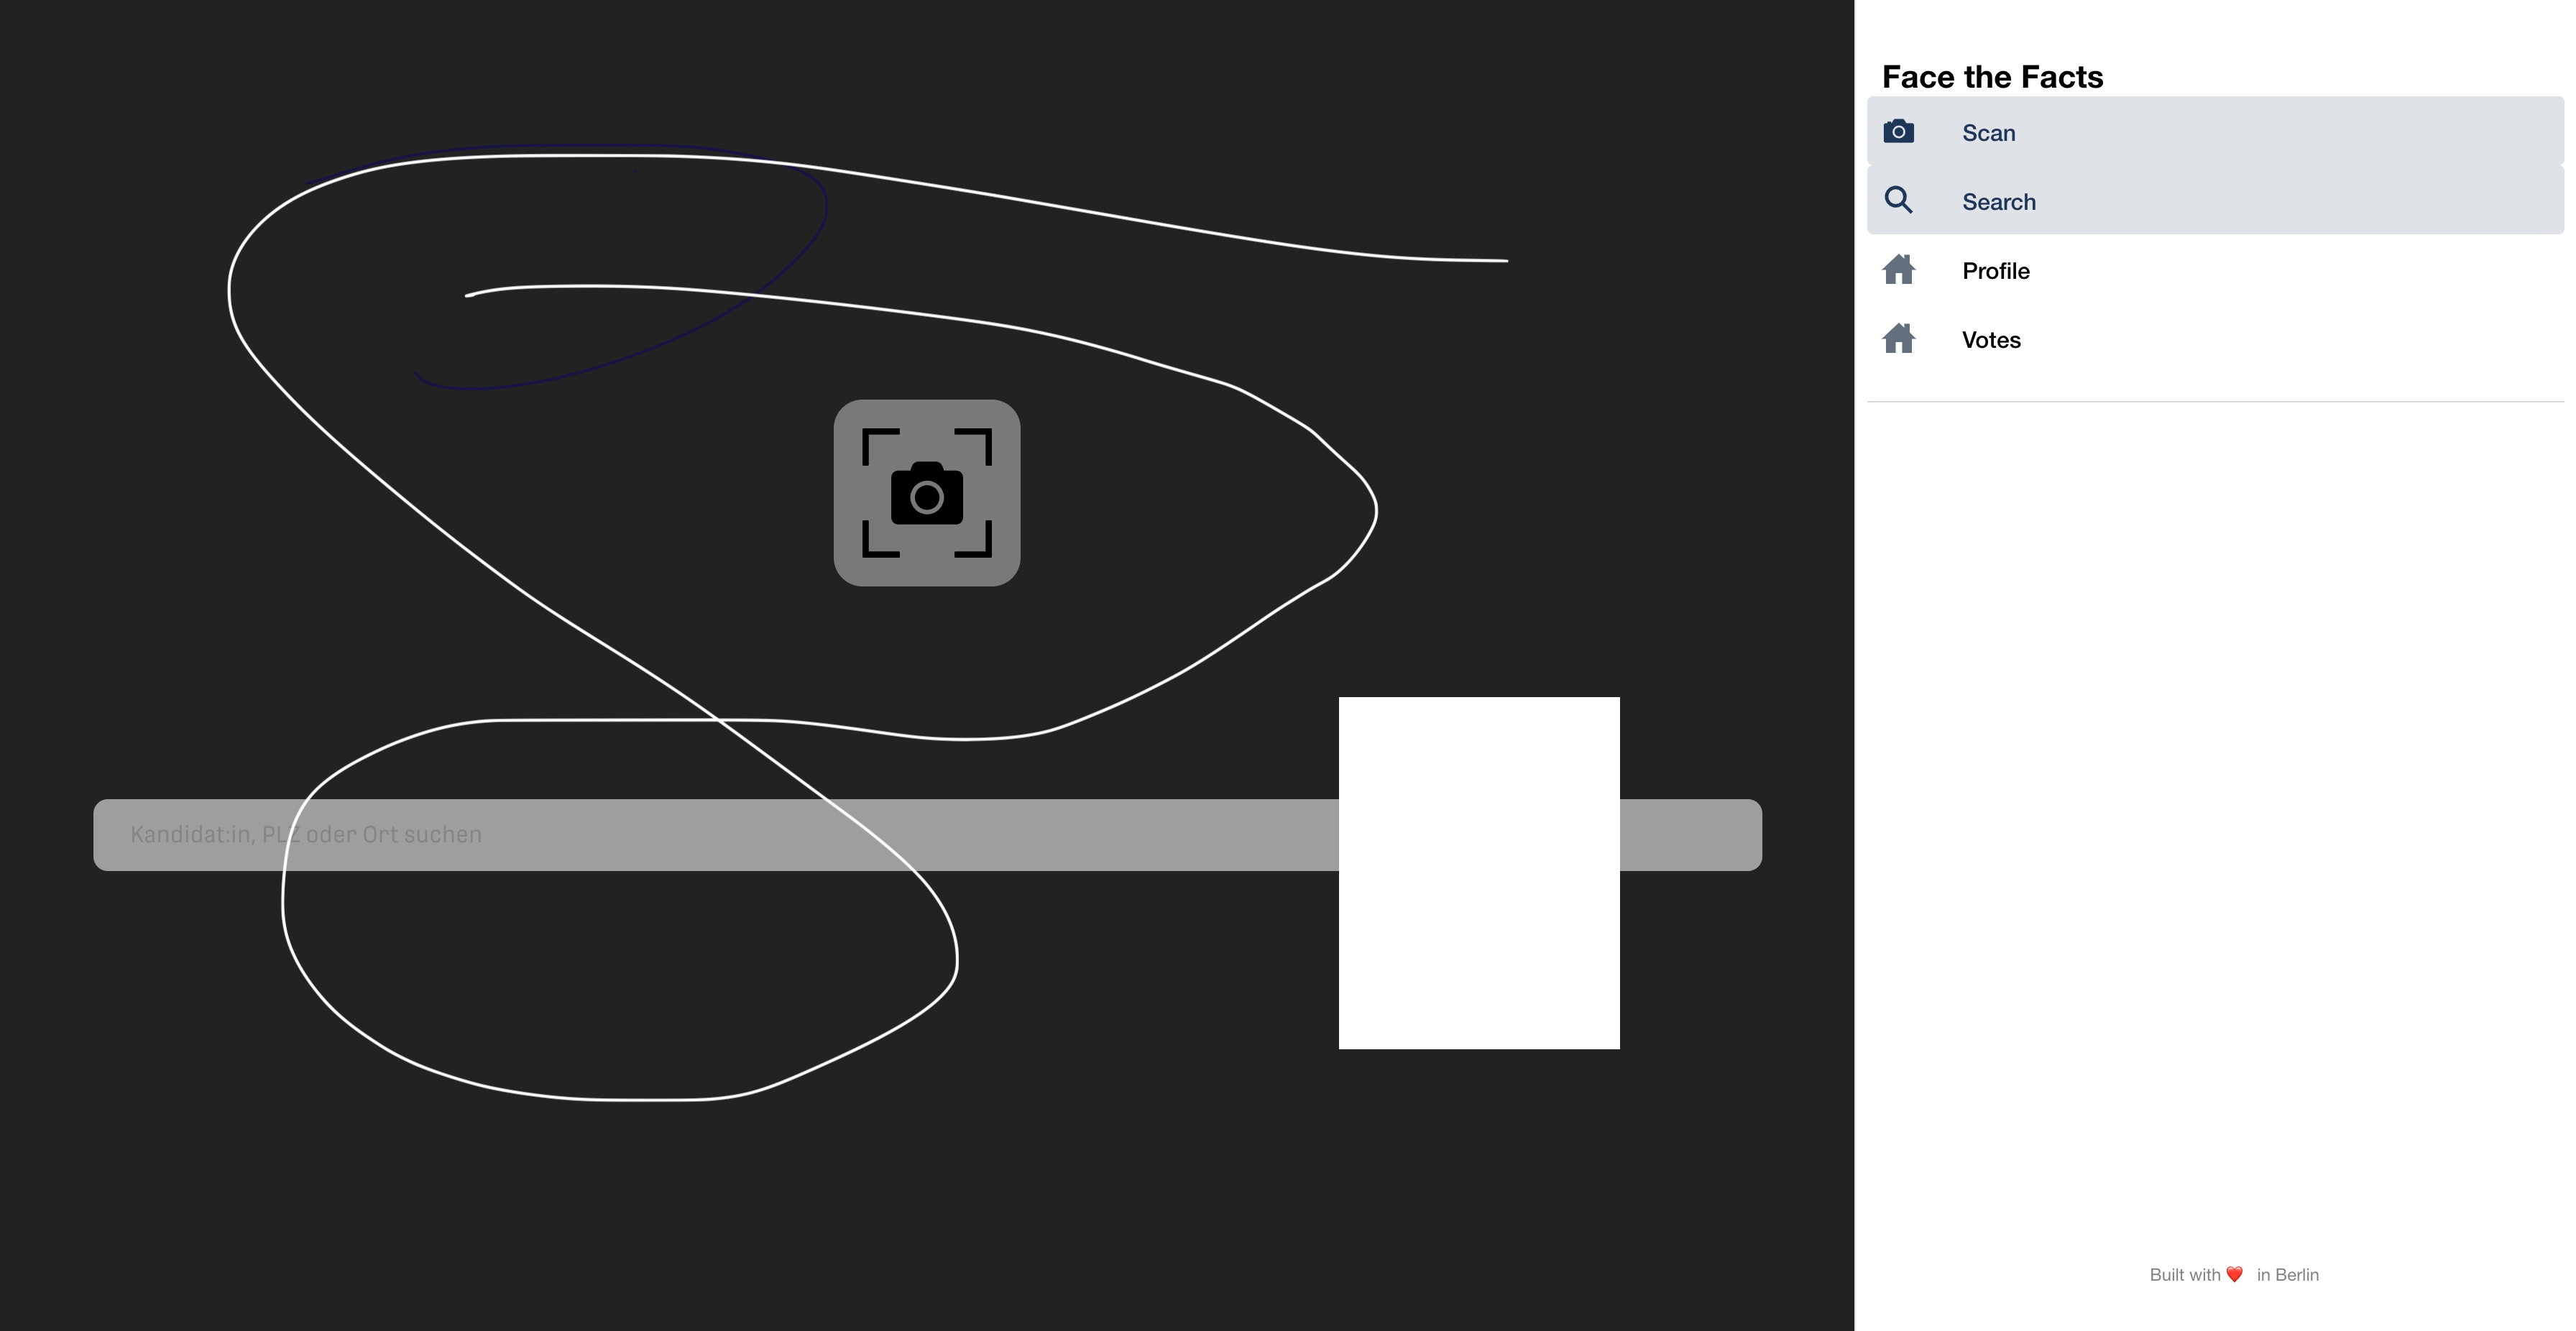 Face the Facts
Scan
Search
Profile
Votes
Kandidat:in, PLZ oder Ort suchen
Built with ❤️ in Berlin